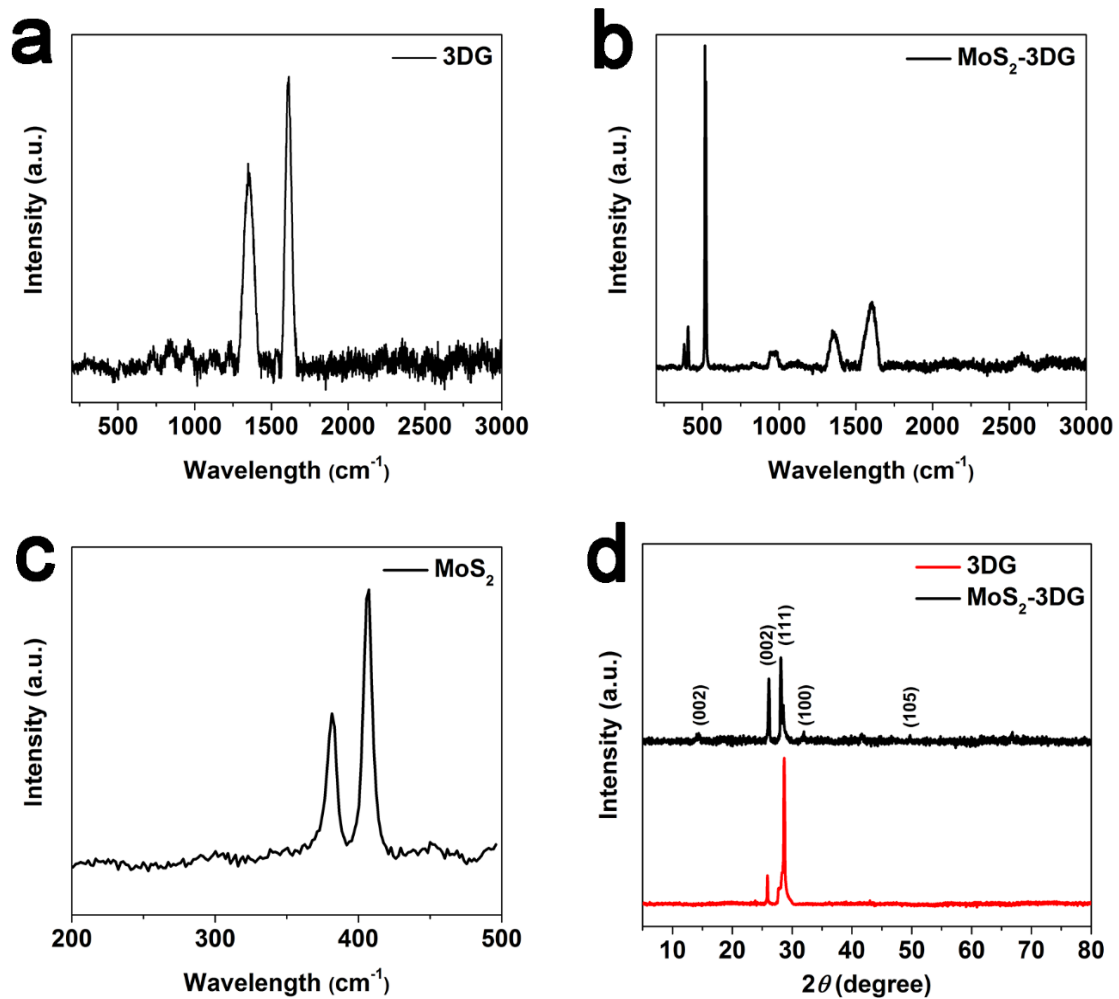 a
3DG
Intensity (a.u.)
500 1000 1500 2000 2500 3000
Wavelength (cm⁻¹)
b
MoS₂-3DG
Intensity (a.u.)
500 1000 1500 2000 2500 3000
Wavelength (cm⁻¹)
c
MoS₂
Intensity (a.u.)
200 300 400 500
Wavelength (cm⁻¹)
d
3DG
MoS₂-3DG
(002)
(002)
(111)
(100)
(105)
Intensity (a.u.)
10 20 30 40 50 60 70 80
2θ (degree)